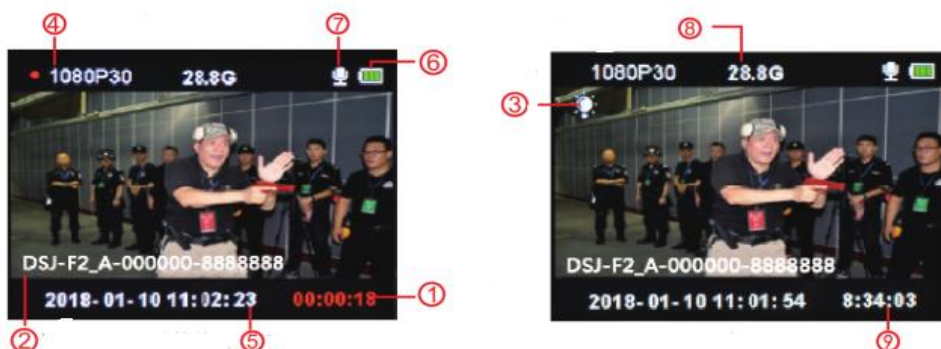 ④ ⑦
1080P30 28.8G ⑥
DSJ-F2_A-000000-8888888
2018-01-10 11:02:23 00:00:18 ①
② ⑤
⑧
1080P30 28.8G
③
DSJ-F2_A-000000-8888888
2018-01-10 11:01:54 8:34:03
⑨